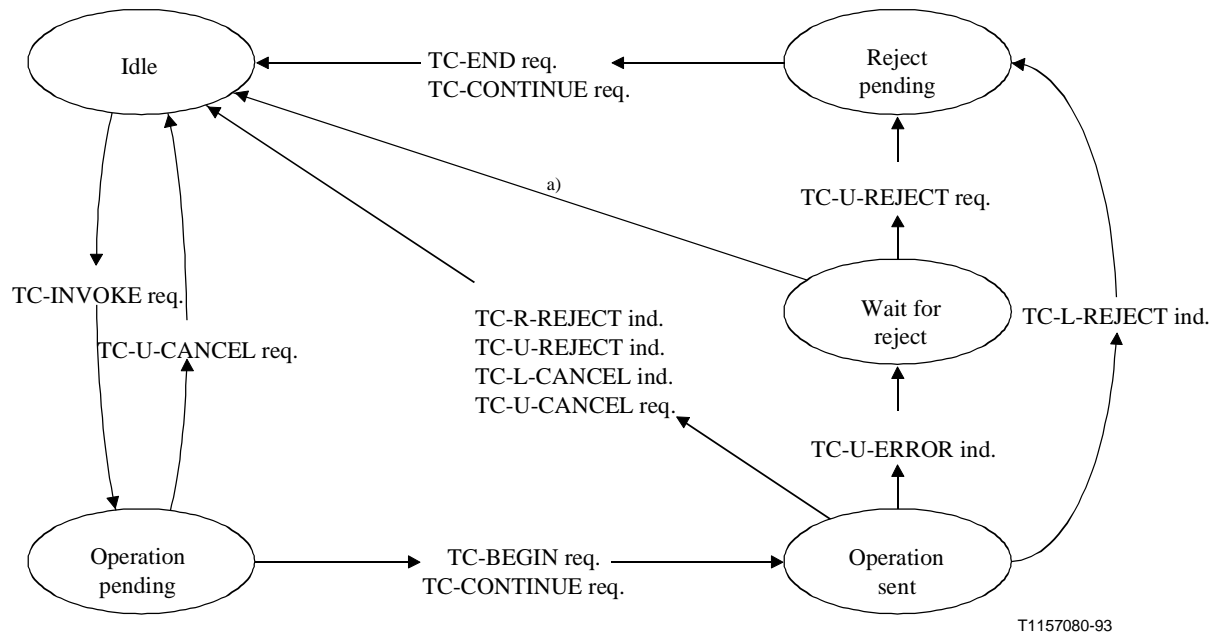 Idle
TC-END req.
TC-CONTINUE req.
Reject
pending
a)
TC-U-REJECT req.
TC-INVOKE req.
TC-U-CANCEL req.
TC-R-REJECT ind.
TC-U-REJECT ind.
TC-L-CANCEL ind.
TC-U-CANCEL req.
Wait for
reject
TC-L-REJECT ind.
TC-U-ERROR ind.
Operation
pending
TC-BEGIN req.
TC-CONTINUE req.
Operation
sent
T1157080-93